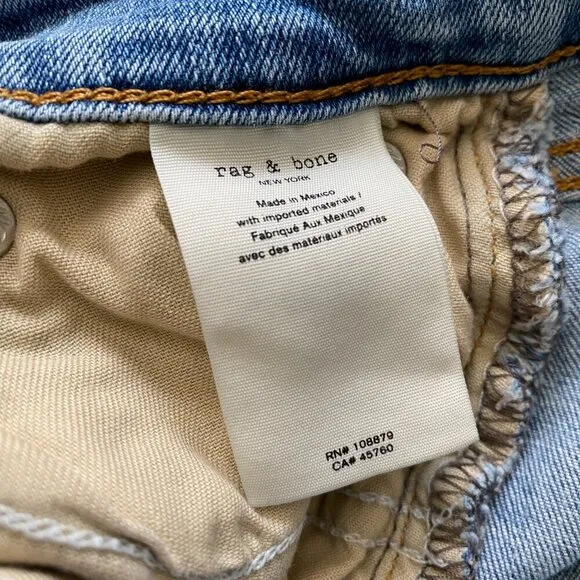 rag & bone
NEW YORK
Made in Mexico
with imported materials /
Fabriqué Aux Mexique
avec des matériaux importés
RN# 108879
CA# 45760